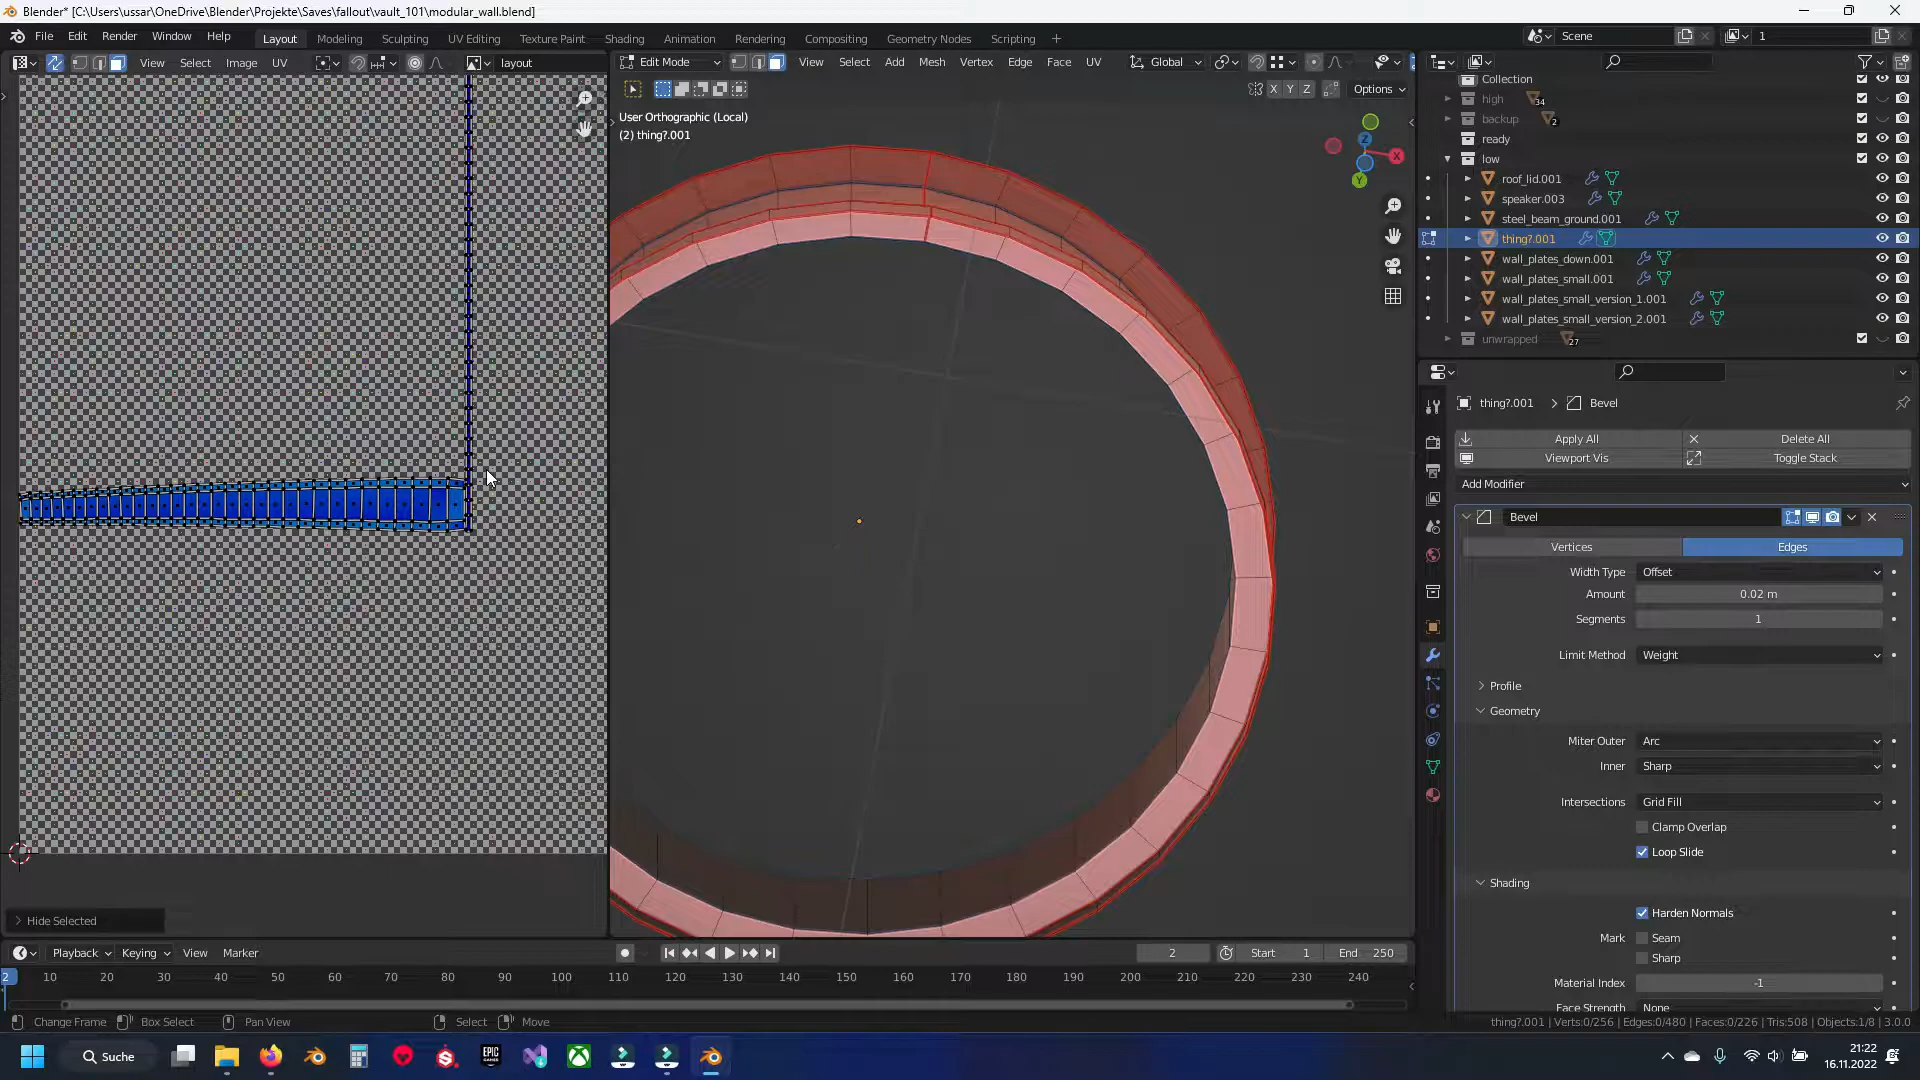 Blender* [C:\Users\ussar\OneDrive\Blender\Projekte\Saves\fallout\vault_101\modular_wall.blend]
File Edit Render Window Help Layout Modeling Sculpting UV Editing Texture Paint Shading Animation Rendering Compositing Geometry Nodes Scripting + Scene 1
View Select Image UV layout Edit Mode View Select Add Mesh Vertex Edge Face UV Global
X Y Z Options
User Orthographic (Local)
(2) thing?.001
Z X Y
Collection
high 34
backup 2
ready
low
roof_lid.001
speaker.003
steel_beam_ground.001
thing?.001
wall_plates_down.001
wall_plates_small.001
wall_plates_small_version_1.001
wall_plates_small_version_2.001
unwrapped 27
thing?.001 > Bevel
Apply All Delete All
Viewport Vis Toggle Stack
Add Modifier
Bevel
Vertices Edges
Width Type Offset
Amount 0.02 m
Segments 1
Limit Method Weight
Profile
Geometry
Miter Outer Arc
Inner Sharp
Intersections Grid Fill
Clamp Overlap
Loop Slide
Shading
Harden Normals
Mark Seam
Sharp
Material Index -1
Face Strength None
Hide Selected
Playback Keying View Marker 2 Start 1 End 250
2 10 20 30 40 50 60 70 80 90 100 110 120 130 140 150 160 170 180 190 200 210 220 230 240
Change Frame Box Select Pan View Select Move thing?.001 | Verts:0/256 | Edges:0/480 | Faces:0/226 | Tris:508 | Objects:1/8 | 3.0.0
Suche EPIC GAMES 21:22
16.11.2022